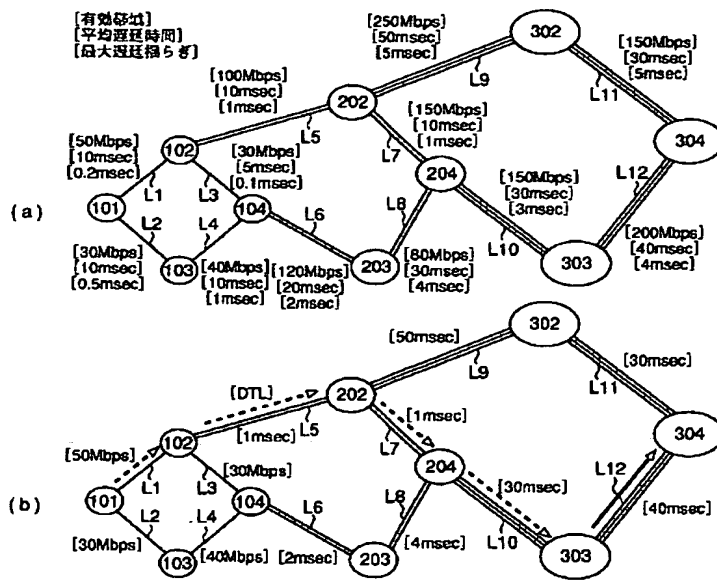 [有効帯域]
[平均遅延時間]
[最大遅延揺らぎ]
[250Mbps]
[50msec]
[5msec]
302
[150Mbps]
[30msec]
[5msec]
L9
L11
[100Mbps]
[10msec]
[1msec]
202
[150Mbps]
[10msec]
[1msec]
L5
L7
304
[50Mbps]
[10msec]
[0.2msec]
102
[30Mbps]
[5msec]
[0.1msec]
204
[150Mbps]
[30msec]
[3msec]
L12
L1
L3
(a)
101
104
L2
L4
L6
L8
L10
[30Mbps]
[10msec]
[0.5msec]
103
[40Mbps]
[10msec]
[1msec]
[120Mbps]
[20msec]
[2msec]
203
[80Mbps]
[30msec]
[4msec]
303
[200Mbps]
[40msec]
[4msec]
[50msec]
302
L9
[30msec]
L11
[DTL]
202
L5
[1msec]
L7
[1msec]
304
[50Mbps]
102
L1
L3
[30Mbps]
204
[30msec]
L12
(b)
101
104
L2
L4
L6
L8
L10
[40msec]
[30Mbps]
103
[40Mbps]
[2msec]
203
[4msec]
303